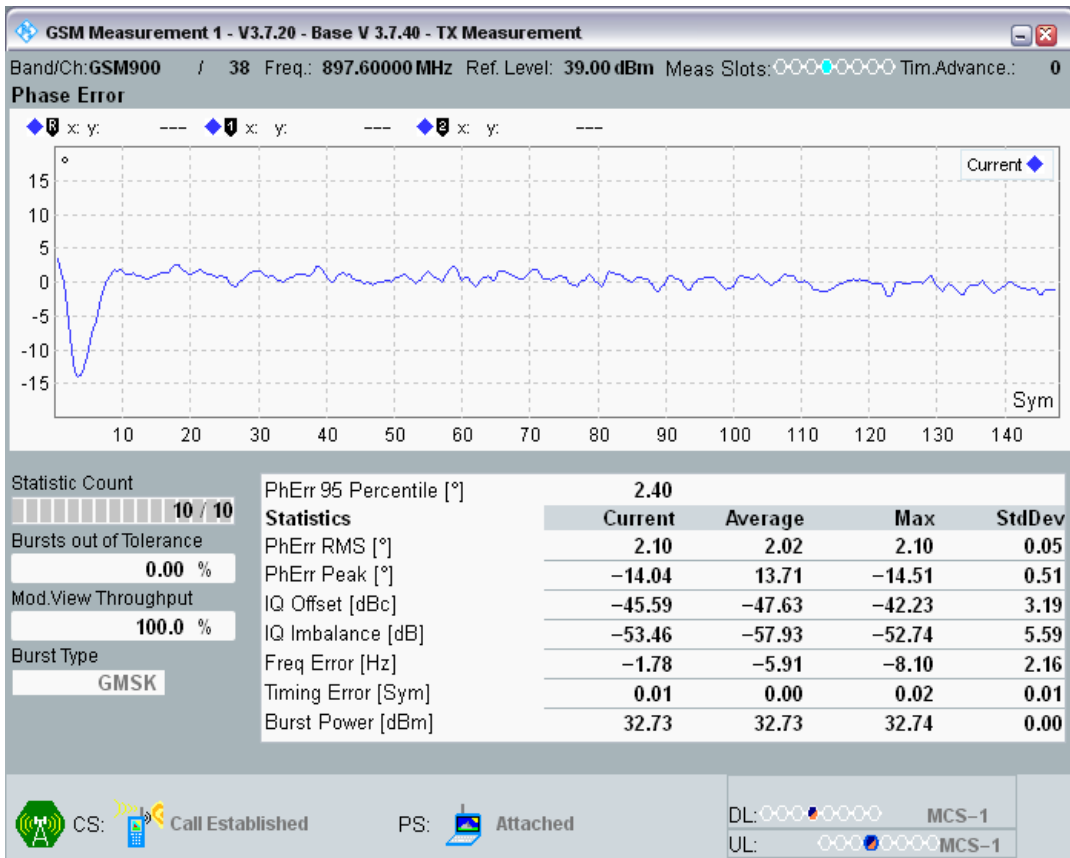 GSM Measurement 1 - V3.7.20 - Base V 3.7.40 - TX Measurement
Band/Ch:GSM900 / 38 Freq.: 897.60000 MHz Ref. Level: 39.00 dBm Meas Slots: Tim.Advance.: 0
Phase Error
R x: y: --- 1 x: y: --- 2 x: y: ---
° Current
15
10
5
0
-5
-10
-15
Sym
10 20 30 40 50 60 70 80 90 100 110 120 130 140
Statistic Count
10 / 10
Bursts out of Tolerance
0.00 %
Mod.View Throughput
100.0 %
Burst Type
GMSK
PhErr 95 Percentile [°] 2.40
Statistics Current Average Max StdDev
PhErr RMS [°] 2.10 2.02 2.10 0.05
PhErr Peak [°] −14.04 13.71 −14.51 0.51
IQ Offset [dBc] −45.59 −47.63 −42.23 3.19
IQ Imbalance [dB] −53.46 −57.93 −52.74 5.59
Freq Error [Hz] −1.78 −5.91 −8.10 2.16
Timing Error [Sym] 0.01 0.00 0.02 0.01
Burst Power [dBm] 32.73 32.73 32.74 0.00
CS: Call Established PS: Attached
DL: MCS−1
UL: MCS−1